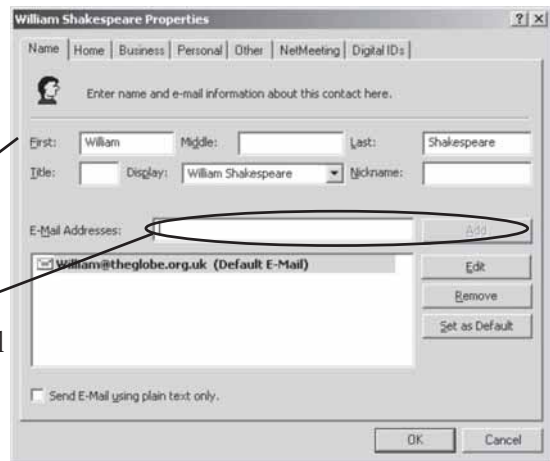 William Shakespeare Properties ? X
Name Home Business Personal Other NetMeeting Digital IDs
Enter name and e-mail information about this contact here.
First: William Middle: Last: Shakespeare
Title: Display: William Shakespeare Nickname:
E-Mail Addresses: Add
William@theglobe.org.uk (Default E-Mail) Edit
Remove
Set as Default
Send E-Mail using plain text only.
OK Cancel